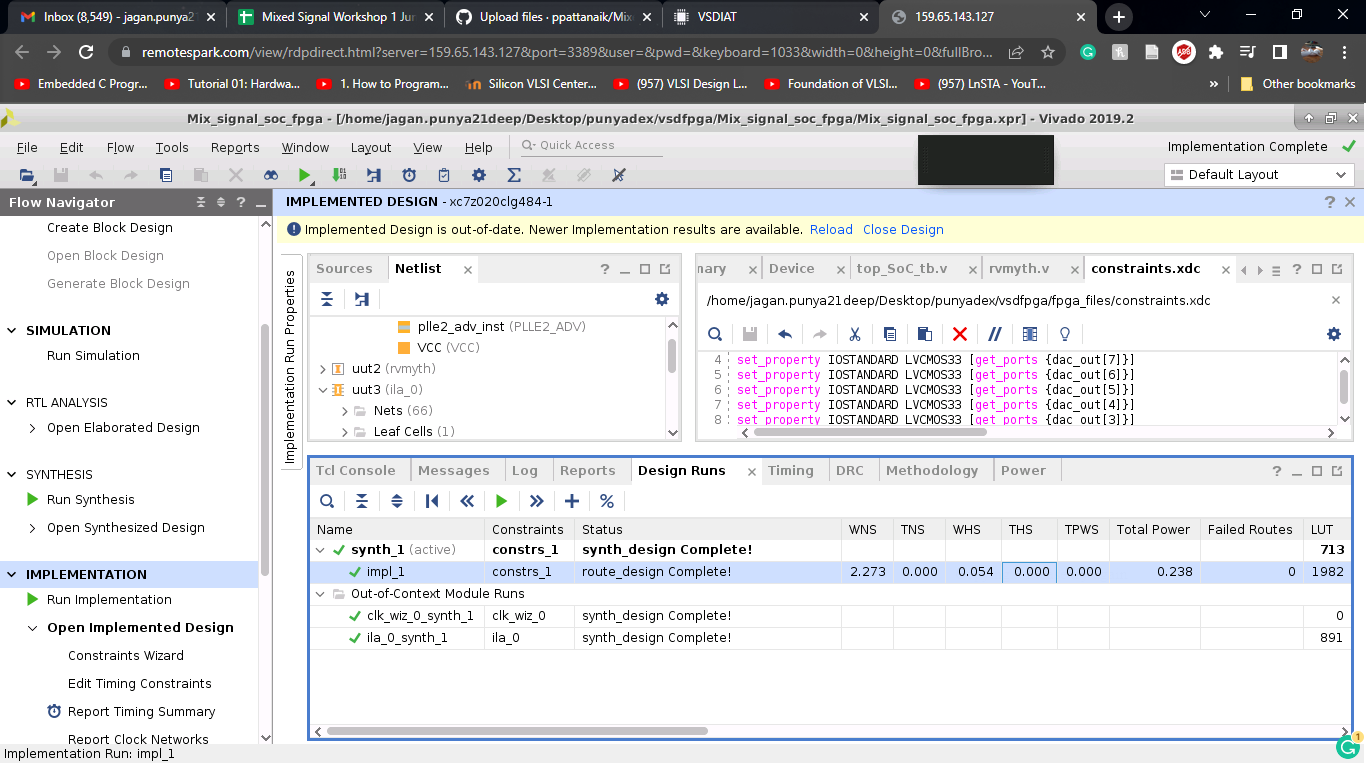 Inbox (8,549) - jagan.punya2
Mixed Signal Workshop 1 Jun
Upload files · ppattanaik/Mix
VSDIAT
159.65.143.127
remotespark.com/view/rdpdirect.html?server=159.65.143.127&port=3389&user=&pwd=&keyboard=1033&width=0&height=0&fullBro...
Embedded C Progr...
Tutorial 01: Hardwa...
1. How to Program...
Silicon VLSI Center...
(957) VLSI Design L...
Foundation of VLSI...
(957) LnSTA - YouT...
»
Other bookmarks
Mix_signal_soc_fpga - [/home/jagan.punya21deep/Desktop/punyadex/vsdfpga/Mix_signal_soc_fpga/Mix_signal_soc_fpga.xpr] - Vivado 2019.2
File Edit Flow Tools Reports Window Layout View Help
Quick Access
Implementation Complete
Default Layout
Flow Navigator
IMPLEMENTED DESIGN - xc7z020clg484-1
Implemented Design is out-of-date. Newer Implementation results are available. Reload Close Design
Create Block Design
Open Block Design
Generate Block Design
SIMULATION
Run Simulation
RTL ANALYSIS
Open Elaborated Design
SYNTHESIS
Run Synthesis
Open Synthesized Design
IMPLEMENTATION
Run Implementation
Open Implemented Design
Constraints Wizard
Edit Timing Constraints
Report Timing Summary
Report Clock Networks
Implementation Run Properties
Sources Netlist
plle2_adv_inst (PLLE2_ADV)
VCC (VCC)
uut2 (rvmyth)
uut3 (ila_0)
Nets (66)
Leaf Cells (1)
nary Device top_SoC_tb.v rvmyth.v constraints.xdc
/home/jagan.punya21deep/Desktop/punyadex/vsdfpga/fpga_files/constraints.xdc
4 set_property IOSTANDARD LVCMOS33 [get_ports {dac_out[7]}]
5 set_property IOSTANDARD LVCMOS33 [get_ports {dac_out[6]}]
6 set_property IOSTANDARD LVCMOS33 [get_ports {dac_out[5]}]
7 set_property IOSTANDARD LVCMOS33 [get_ports {dac_out[4]}]
8 set_property IOSTANDARD LVCMOS33 [get_ports {dac_out[3]}]
Tcl Console Messages Log Reports Design Runs Timing DRC Methodology Power
Name Constraints Status WNS TNS WHS THS TPWS Total Power Failed Routes LUT
synth_1 (active) constrs_1 synth_design Complete! 713
impl_1 constrs_1 route_design Complete! 2.273 0.000 0.054 0.000 0.000 0.238 0 1982
Out-of-Context Module Runs
clk_wiz_0_synth_1 clk_wiz_0 synth_design Complete! 0
ila_0_synth_1 ila_0 synth_design Complete! 891
Implementation Run: impl_1
1